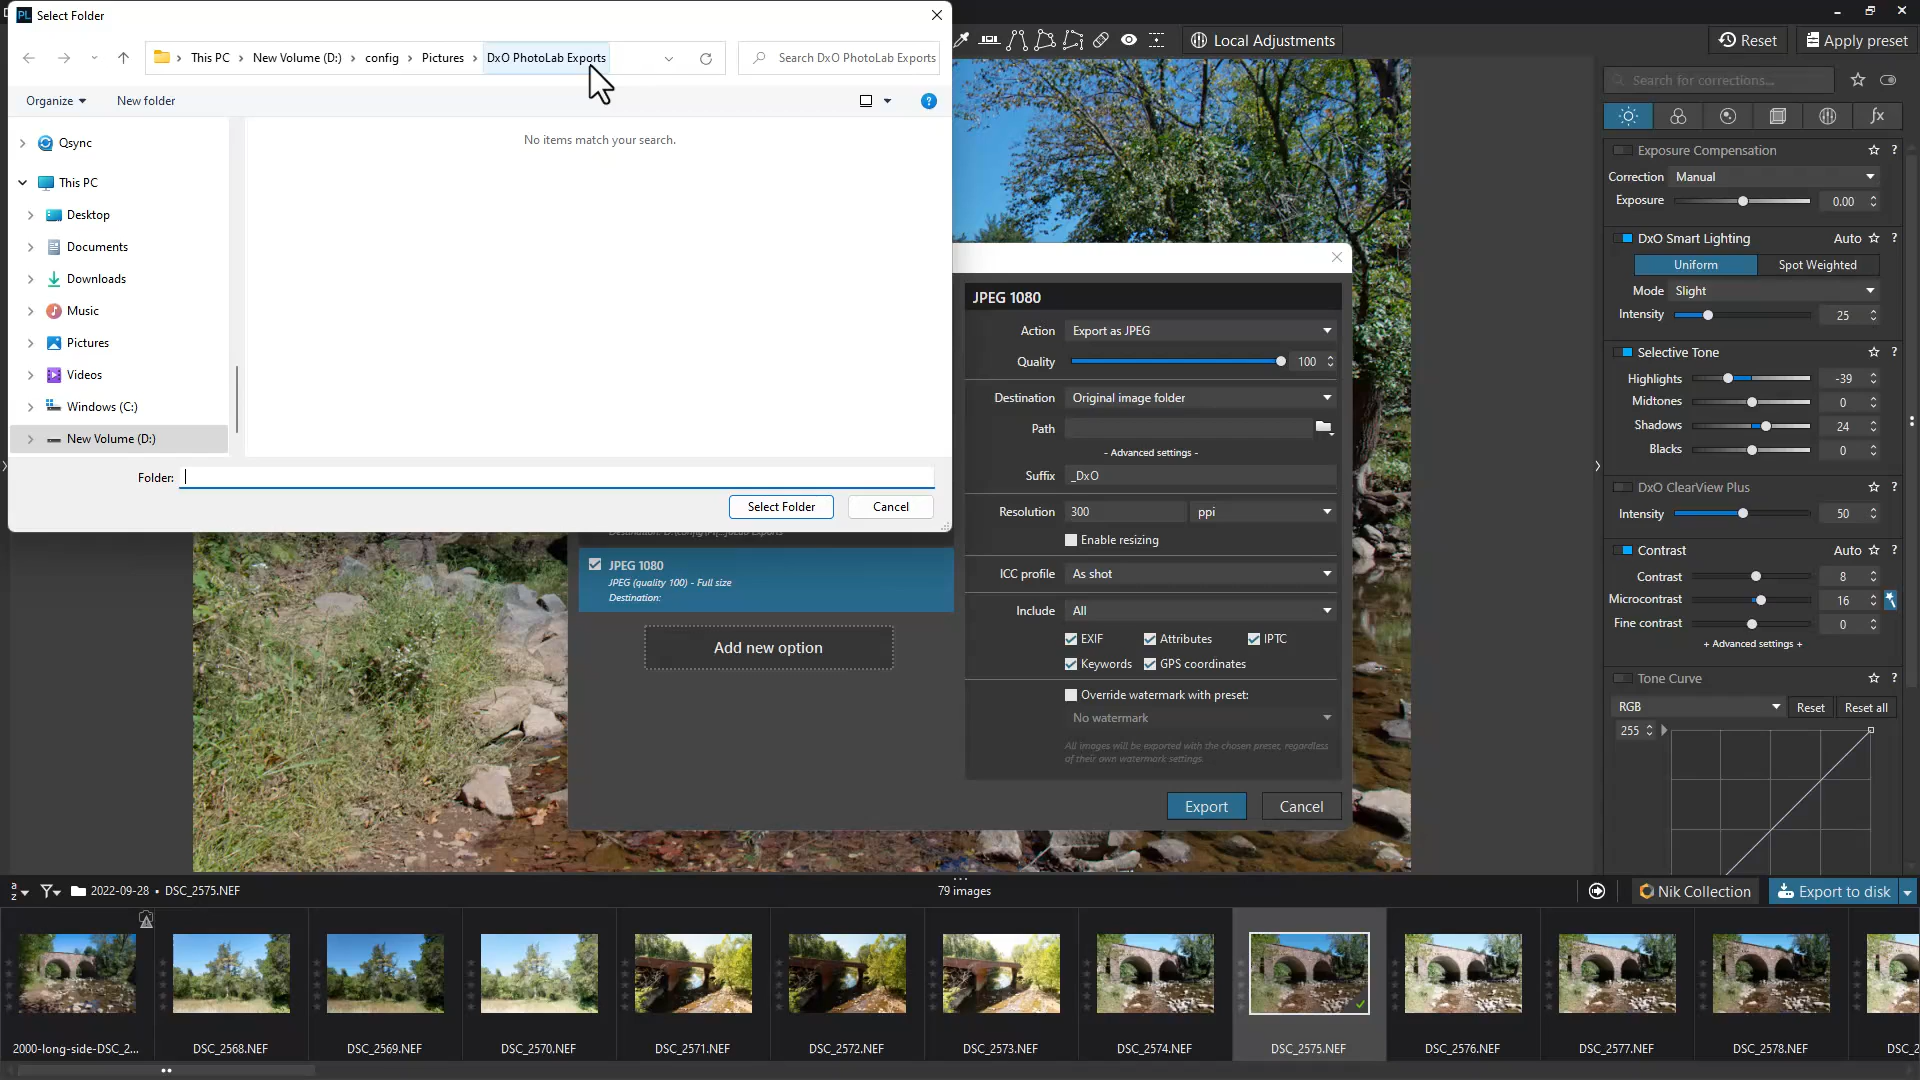 PL Select Folder
This PC > New Volume (D:) > config > Pictures > DxO PhotoLab Exports
Search DxO PhotoLab Exports
Organize
New folder
?
No items match your search.
Qsync
This PC
Desktop
Documents
Downloads
Music
Pictures
Videos
Windows (C:)
New Volume (D:)
Folder:
Select Folder
Cancel
Local Adjustments
Reset
Apply preset
Search for corrections...
fx
Exposure Compensation
?
Correction Manual
Exposure 0.00
DxO Smart Lighting Auto ?
Uniform Spot Weighted
Mode Slight
Intensity 25
Selective Tone ?
Highlights -39
Midtones 0
Shadows 24
Blacks 0
DxO ClearView Plus ?
Intensity 50
Contrast Auto ?
Contrast 8
Microcontrast 16
Fine contrast 0
+ Advanced settings +
Tone Curve ?
RGB Reset Reset all
255
JPEG 1080
Action Export as JPEG
Quality 100
Destination Original image folder
Path
- Advanced settings -
Suffix _DxO
Resolution 300 ppi
Enable resizing
ICC profile As shot
Include All
EXIF Attributes IPTC
Keywords GPS coordinates
Override watermark with preset:
No watermark
All images will be exported with the chosen preset, regardless
of their own watermark settings.
JPEG 1080
JPEG (quality 100) - Full size
Destination:
Add new option
Export Cancel
a
z
2022-09-28 • DSC_2575.NEF
79 images
Nik Collection
Export to disk
2000-long-side-DSC_2...
DSC_2568.NEF
DSC_2569.NEF
DSC_2570.NEF
DSC_2571.NEF
DSC_2572.NEF
DSC_2573.NEF
DSC_2574.NEF
DSC_2575.NEF
DSC_2576.NEF
DSC_2577.NEF
DSC_2578.NEF
DSC_2